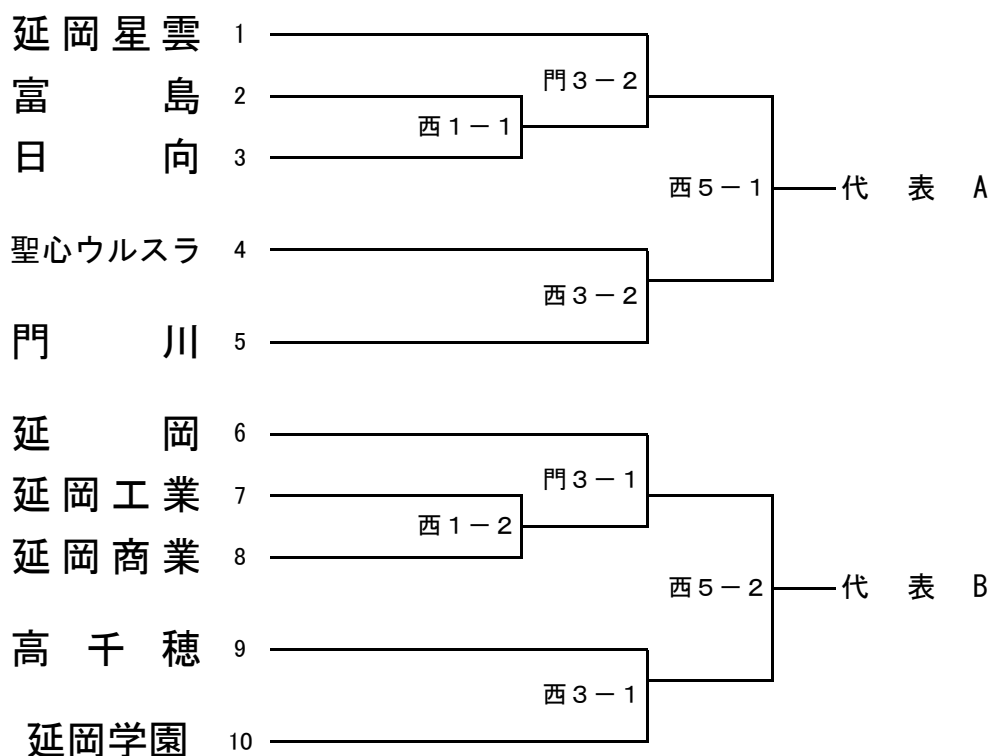 延岡星雲 1
門3－2
富島 2
西1－1
日向 3
西5－1 代表A
聖心ウルスラ 4
西3－2
門川 5
延岡 6
門3－1
延岡工業 7
西1－2
延岡商業 8
西5－2 代表B
高千穂 9
西3－1
延岡学園 10